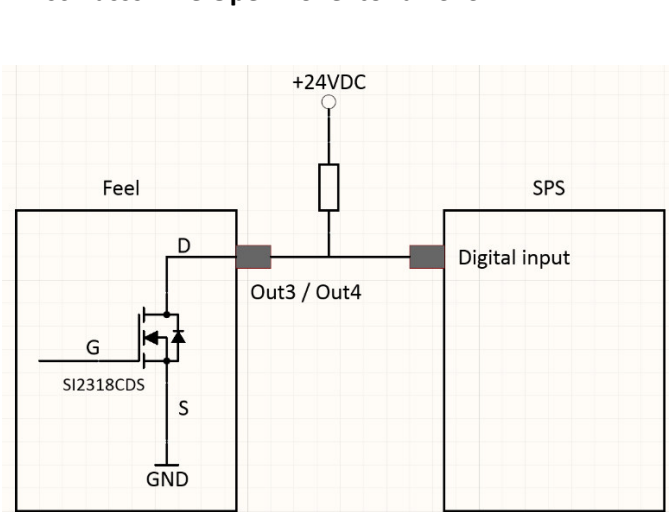 +24VDC
Feel
SPS
D
Digital input
Out3 / Out4
G
SI2318CDS
S
GND